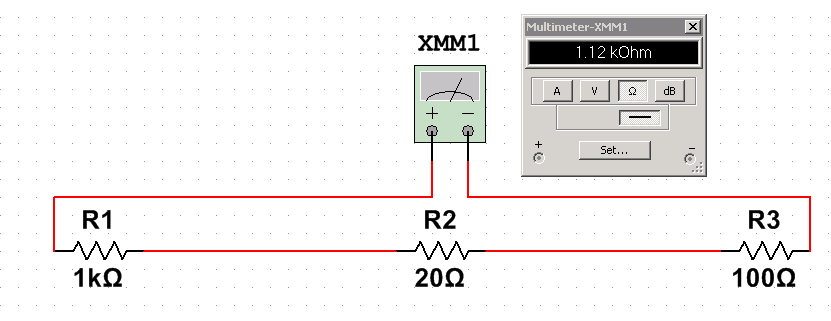 Multimeter-XMM1
XMM1
1.12 kOhm
A V Ω dB
+ −
+ −
Set...
R1 R2 R3
1kΩ 20Ω 100Ω